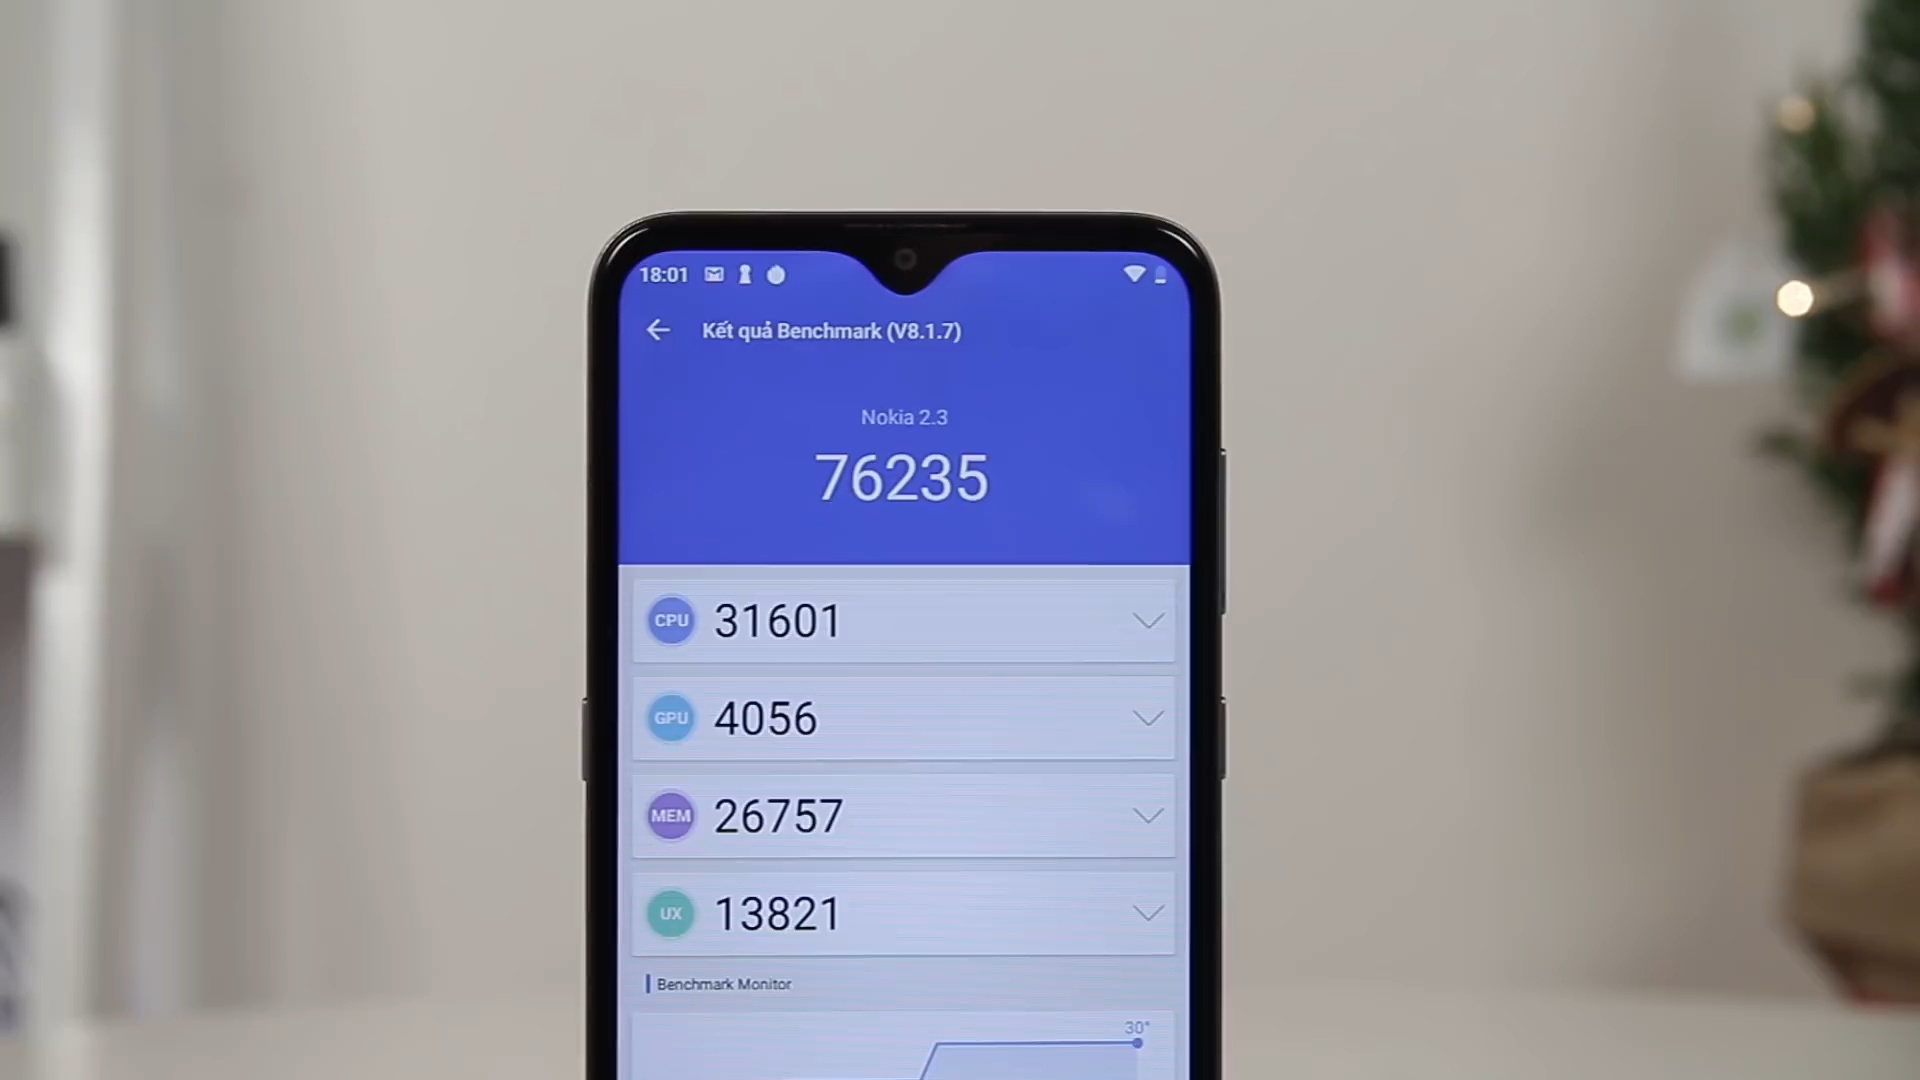 18:01
Kết quả Benchmark (V8.1.7)
Nokia 2.3
76235
CPU 31601
GPU 4056
MEM 26757
UX 13821
Benchmark Monitor
30°